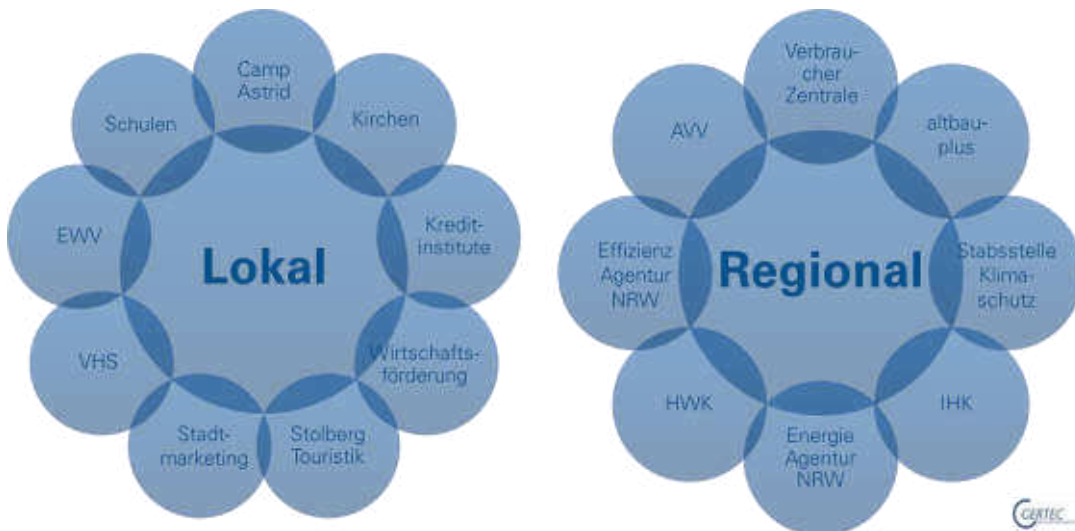 Lokal
Camp
Astrid
Kirchen
Kredit-
institute
Wirtschafts-
förderung
Stolberg
Touristik
Stadt-
marketing
VHS
EWV
Schulen
Regional
Verbrau-
cher
Zentrale
altbau-
plus
Stabsstelle
Klima-
schutz
IHK
Energie
Agentur
NRW
HWK
Effizienz
Agentur
NRW
AVV
GERTEC